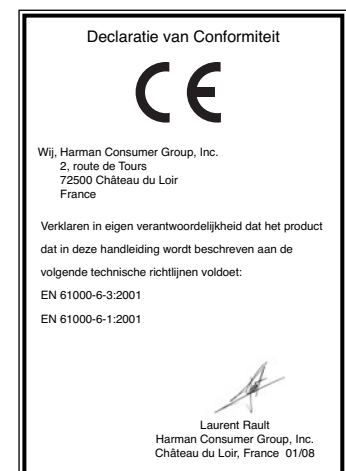 Declaratie van Conformiteit
CE
Wij, Harman Consumer Group, Inc.
2, route de Tours
72500 Château du Loir
France
Verklaren in eigen verantwoordelijkheid dat het product
dat in deze handleiding wordt beschreven aan de
volgende technische richtlijnen voldoet:
EN 61000-6-3:2001
EN 61000-6-1:2001
Laurent Rault
Harman Consumer Group, Inc.
Château du Loir, France 01/08